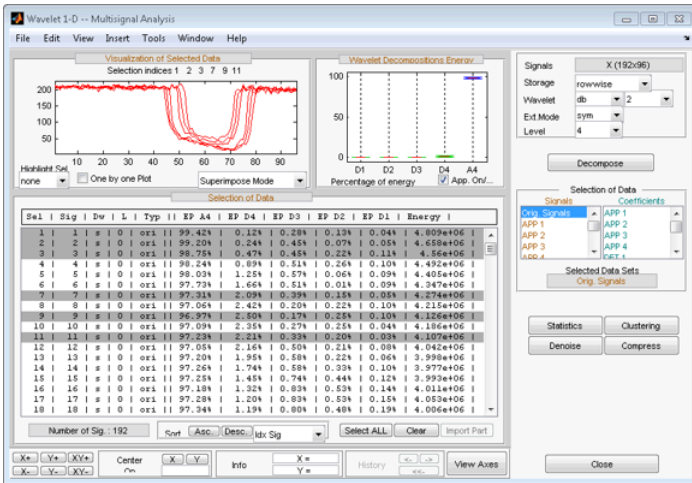 Wavelet 1-D -- Multisignal Analysis
File Edit View Insert Tools Window Help
Visualization of Selected Data
Selection indices 1 2 3 7 9 11
200
150
100
50
10 20 30 40 50 60 70 80 90
Highlight Sel.
none
One by one Plot
Superimpose Mode
Wavelet Decompositions Energy
100
50
0
D1 D2 D3 D4 A4
Percentage of energy
App. On/...
Signals X (192x96)
Storage rowwise
Wavelet db 2
Ext.Mode sym
Level 4
Decompose
Selection of Data
Signals Coefficients
Orig. Signals APP 1
APP 1 APP 2
APP 2 APP 3
APP 3 APP 4
APP 4 DET 1
Selected Data Sets
Orig. Signals
Statistics Clustering
Denoise Compress
Close
Selection of Data
Sel | Sig | Dw | L | Typ || EP A4 | EP D4 | EP D3 | EP D2 | EP D1 | Energy |
1 | 1 | s | 0 | ori || 99.42% | 0.12% | 0.28% | 0.13% | 0.04% | 4.809e+06 |
2 | 2 | s | 0 | ori || 99.20% | 0.24% | 0.45% | 0.07% | 0.05% | 4.658e+06 |
3 | 3 | s | 0 | ori || 98.75% | 0.47% | 0.45% | 0.22% | 0.11% | 4.56e+06 |
4 | 4 | s | 0 | ori || 98.24% | 0.89% | 0.51% | 0.26% | 0.10% | 4.492e+06 |
5 | 5 | s | 0 | ori || 98.03% | 1.25% | 0.57% | 0.06% | 0.09% | 4.405e+06 |
6 | 6 | s | 0 | ori || 97.73% | 1.66% | 0.51% | 0.01% | 0.09% | 4.347e+06 |
7 | 7 | s | 0 | ori || 97.31% | 2.09% | 0.39% | 0.15% | 0.05% | 4.274e+06 |
8 | 8 | s | 0 | ori || 97.06% | 2.42% | 0.20% | 0.22% | 0.10% | 4.215e+06 |
9 | 9 | s | 0 | ori || 96.97% | 2.50% | 0.17% | 0.25% | 0.10% | 4.126e+06 |
10 | 10 | s | 0 | ori || 97.09% | 2.35% | 0.27% | 0.25% | 0.04% | 4.186e+06 |
11 | 11 | s | 0 | ori || 97.23% | 2.21% | 0.33% | 0.20% | 0.03% | 4.107e+06 |
12 | 12 | s | 0 | ori || 97.05% | 2.16% | 0.50% | 0.21% | 0.08% | 4.042e+06 |
13 | 13 | s | 0 | ori || 97.20% | 1.95% | 0.58% | 0.22% | 0.06% | 3.998e+06 |
14 | 14 | s | 0 | ori || 97.26% | 1.74% | 0.58% | 0.33% | 0.10% | 3.977e+06 |
15 | 15 | s | 0 | ori || 97.25% | 1.45% | 0.74% | 0.44% | 0.12% | 3.993e+06 |
16 | 16 | s | 0 | ori || 97.18% | 1.32% | 0.83% | 0.53% | 0.14% | 4.011e+06 |
17 | 17 | s | 0 | ori || 97.28% | 1.20% | 0.83% | 0.53% | 0.15% | 4.053e+06 |
18 | 18 | s | 0 | ori || 97.34% | 1.19% | 0.80% | 0.48% | 0.19% | 4.006e+06 |
Number of Sig. : 192
Sort Asc. Desc. Idx Sig
Select ALL Clear Import Part
X+ Y+ XY+
X- Y- XY-
Center On X Y
Info X = Y =
History <- -> <<-
View Axes